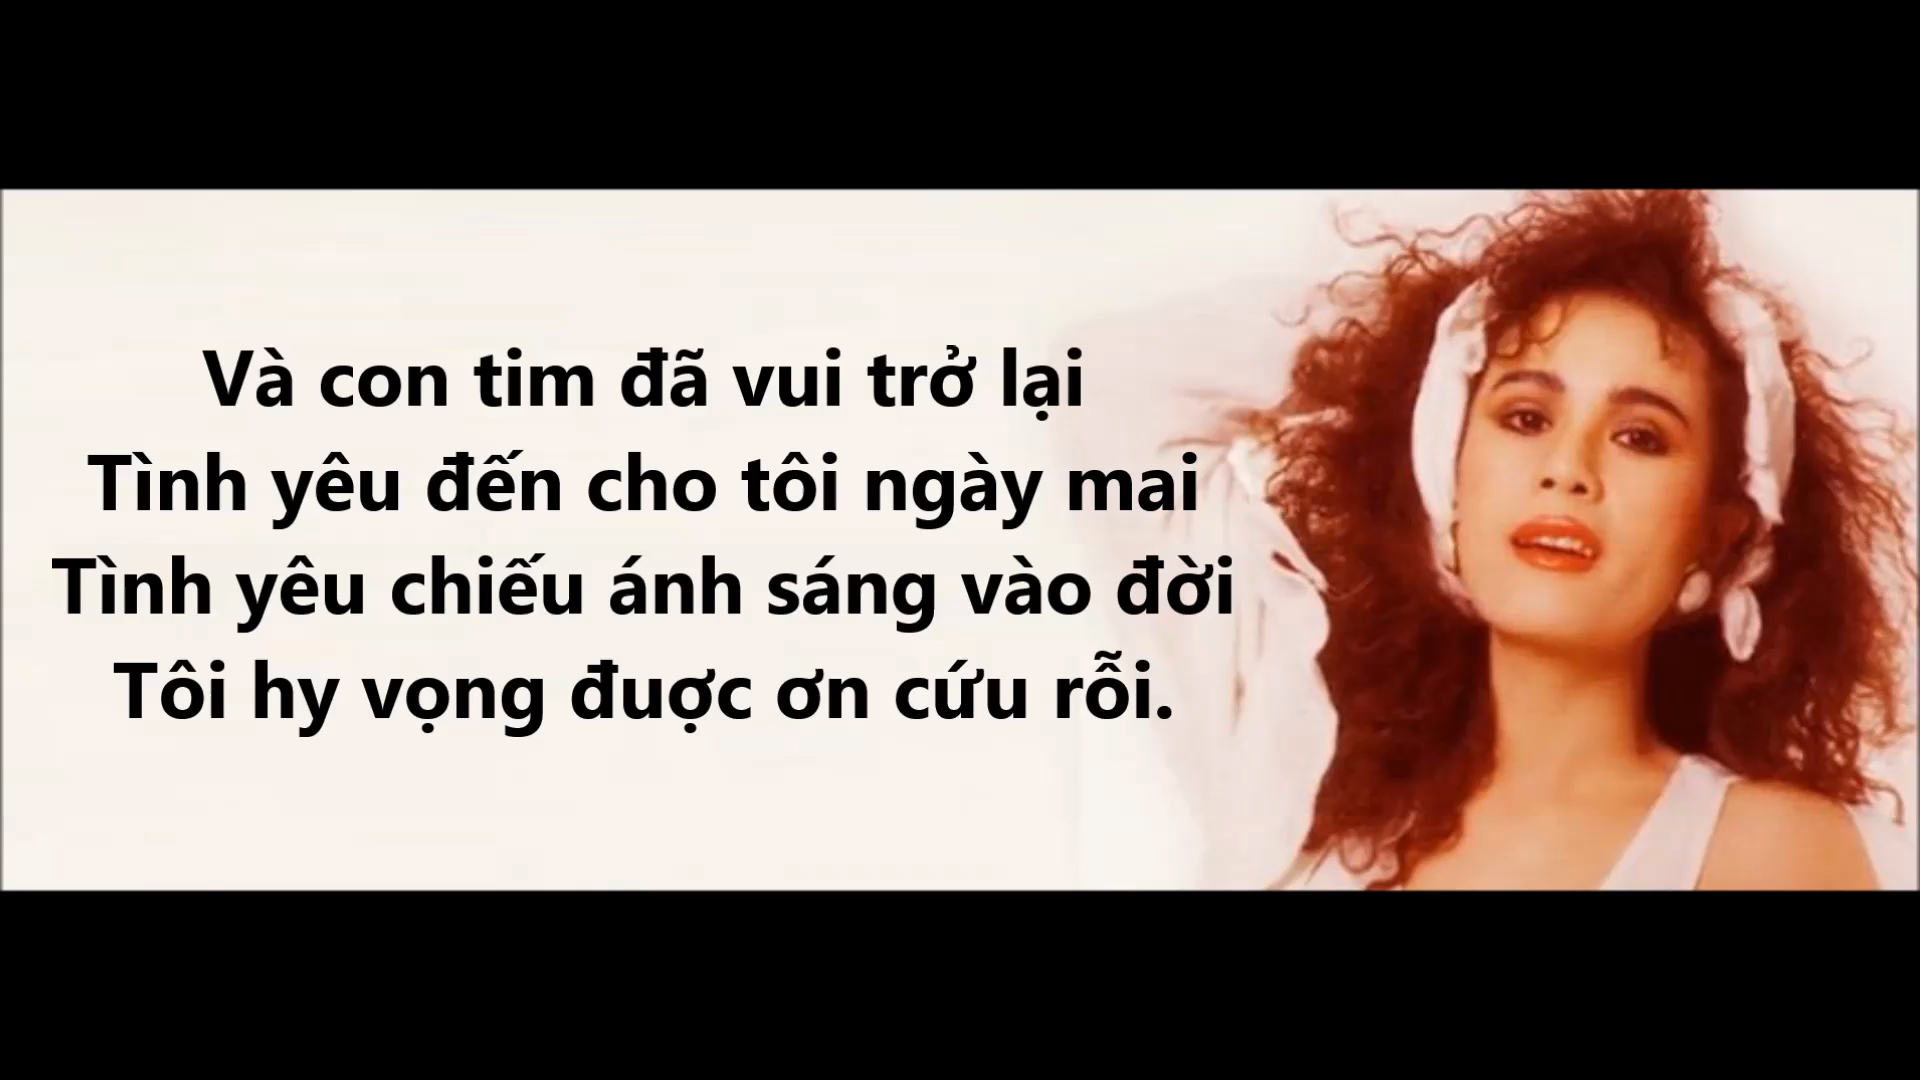 Và con tim đã vui trở lại
Tình yêu đến cho tôi ngày mai
Tình yêu chiếu ánh sáng vào đời
Tôi hy vọng đuợc ơn cứu rỗi.